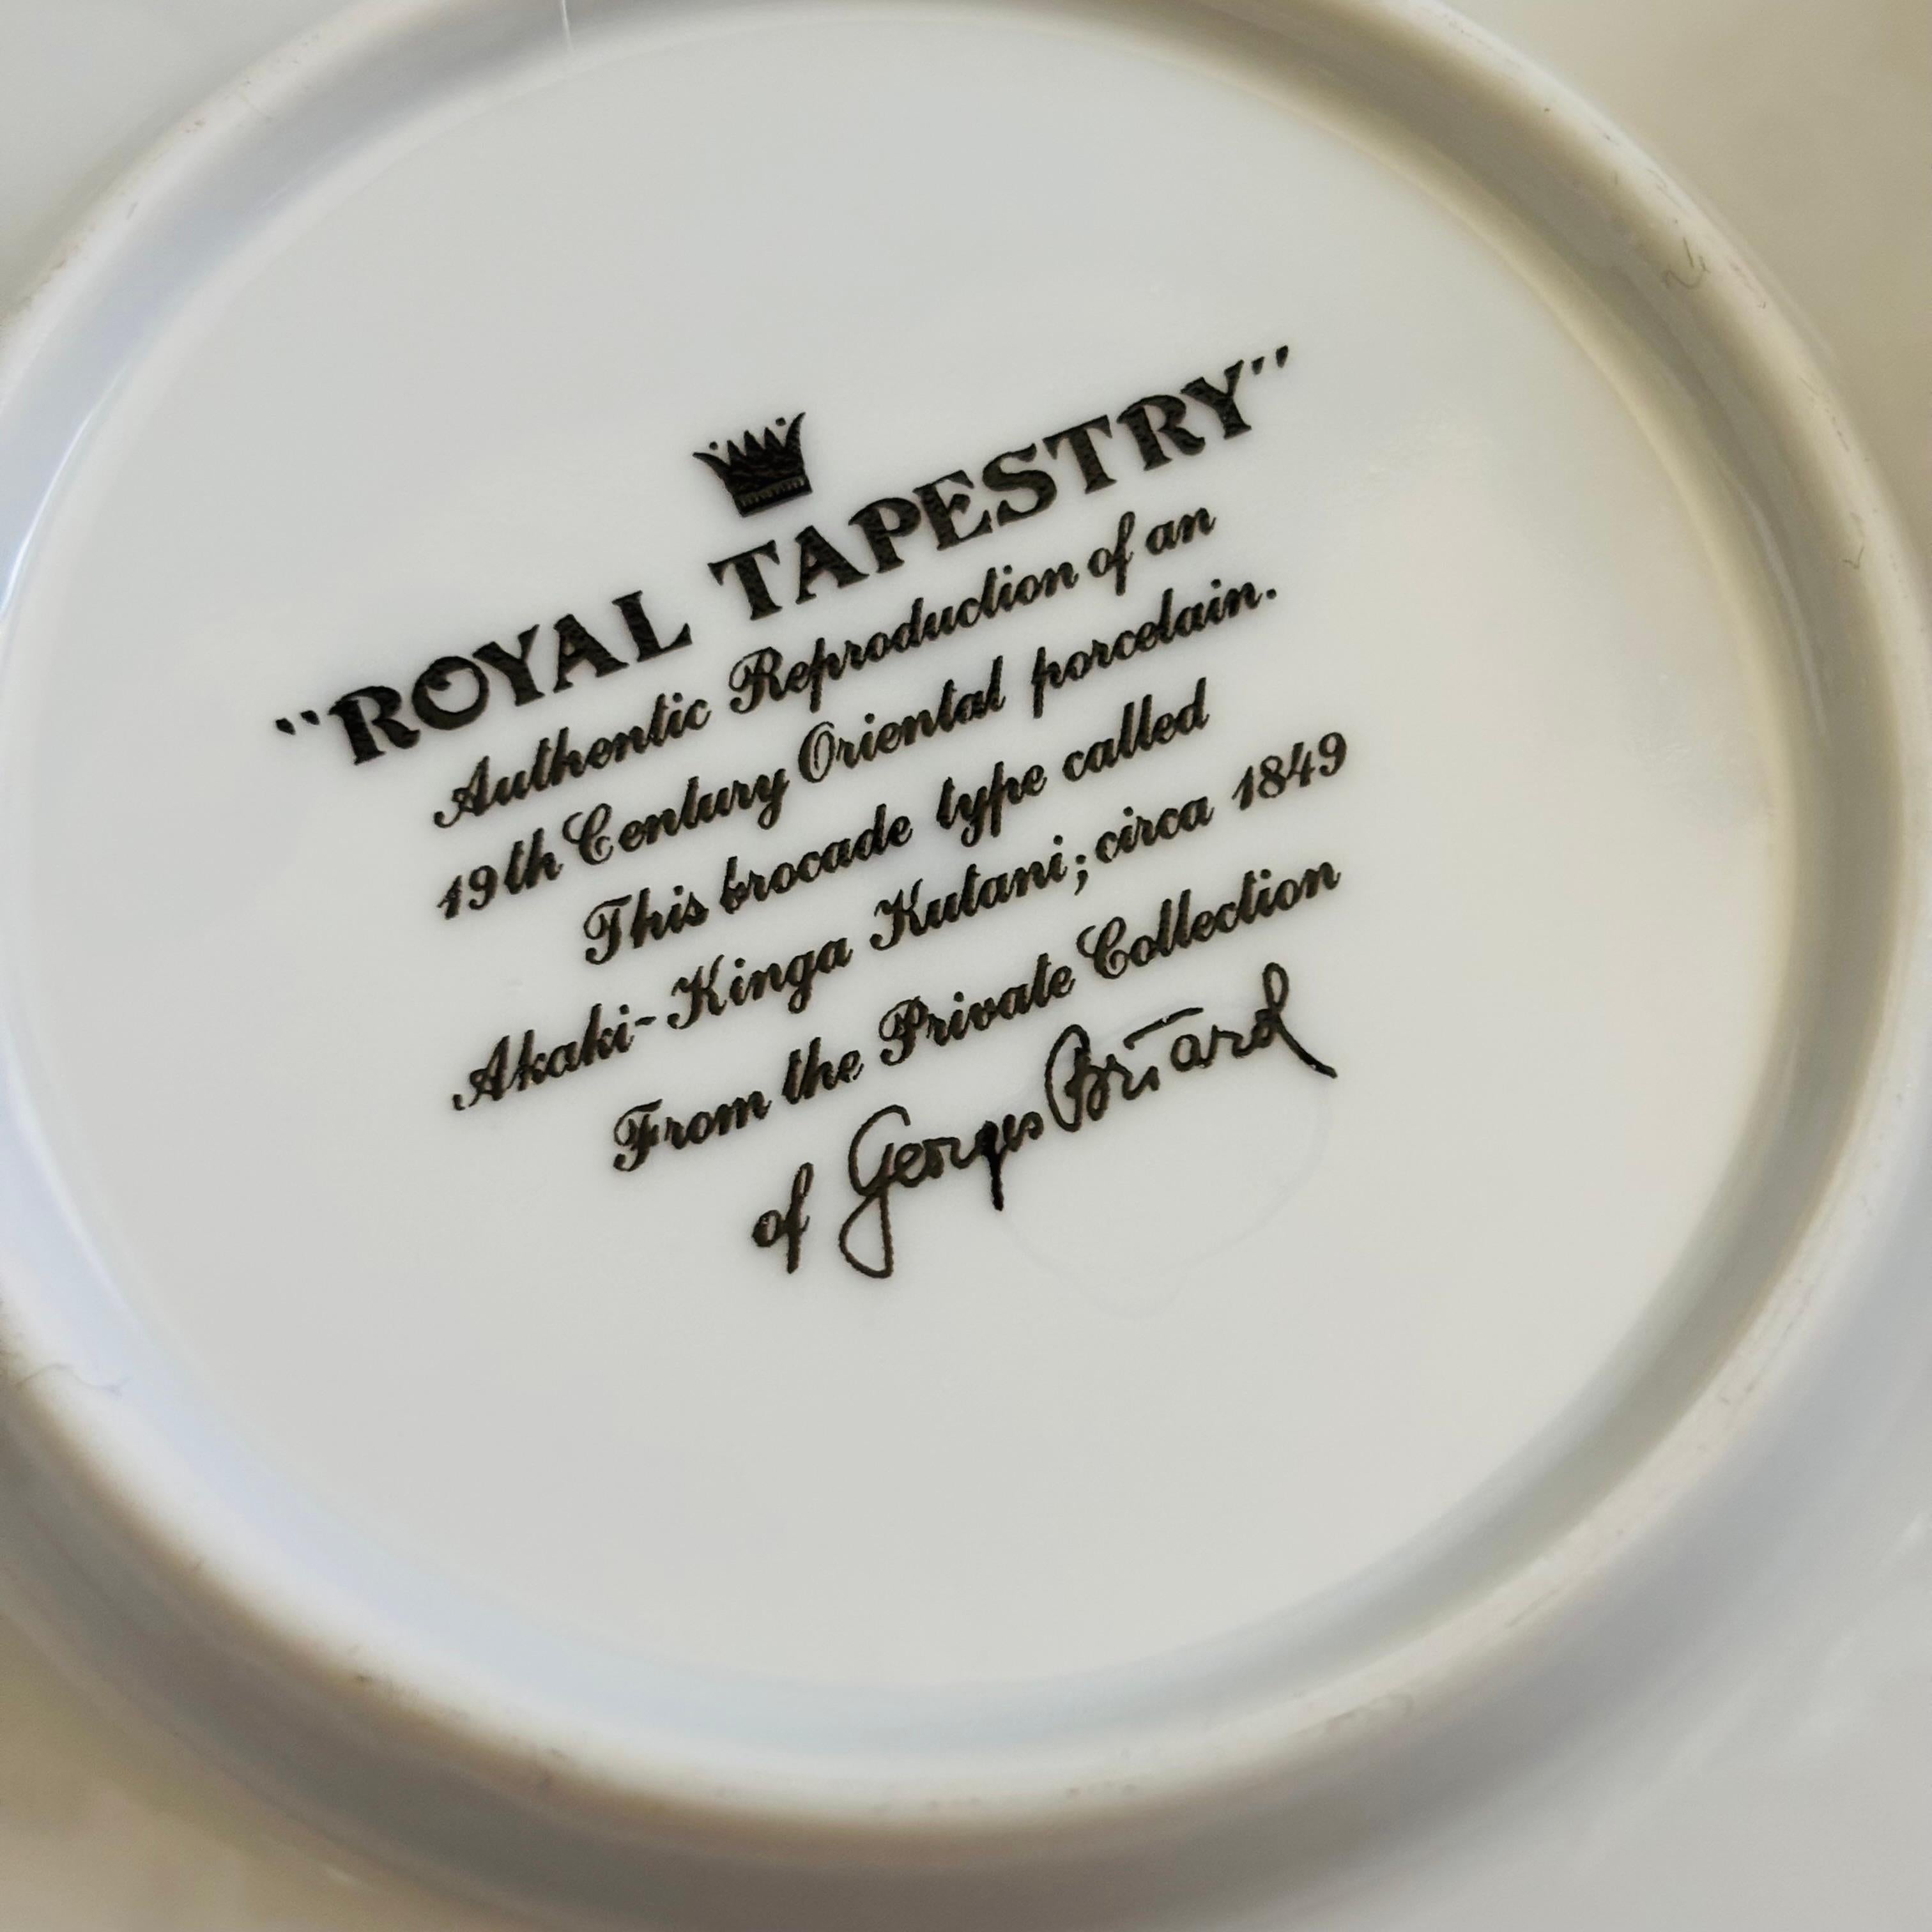 "ROYAL TAPESTRY"
Authentic Reproduction of an
19th Century Oriental porcelain.
This brocade type called
Akaki-Kinga Kutani; circa 1849
From the Private Collection
of Georges Briard